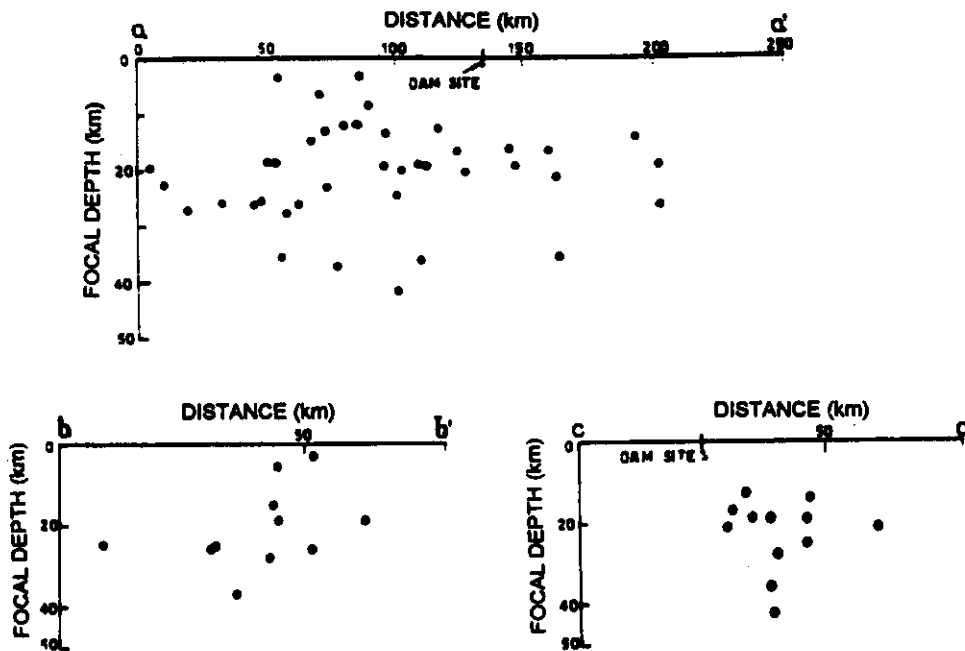 DISTANCE (km)
a a'
0 50 100 150 200 250
DAM SITE
FOCAL DEPTH (km)
0
20
40
50
DISTANCE (km)
b 50 b'
FOCAL DEPTH (km)
0
20
40
50
DISTANCE (km)
c 50 c'
DAM SITE
FOCAL DEPTH (km)
0
20
40
50